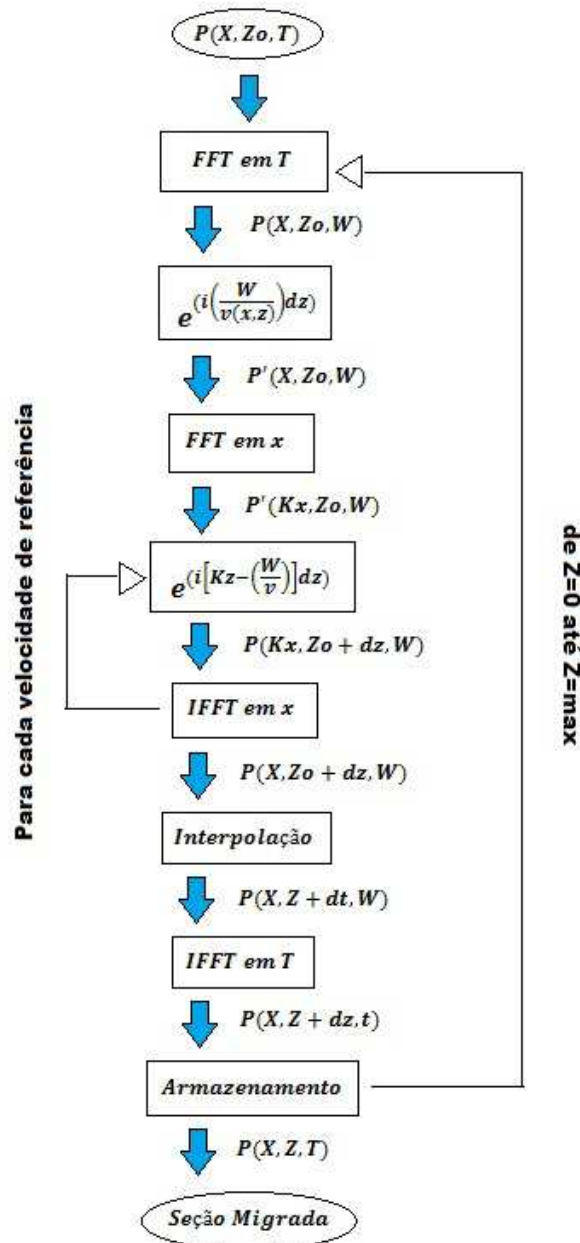 P(X, Zo, T)
FFT em T
P(X, Zo, W)
e^(i(W/v(x,z))dz)
P'(X, Zo, W)
FFT em x
P'(Kx, Zo, W)
e^(i[Kz-(W/v)]dz)
P(Kx, Zo + dz, W)
IFFT em x
P(X, Zo + dz, W)
Interpolação
P(X, Z + dt, W)
IFFT em T
P(X, Z + dz, t)
Armazenamento
P(X, Z, T)
Seção Migrada
Para cada velocidade de referência
de Z=0 até Z=max